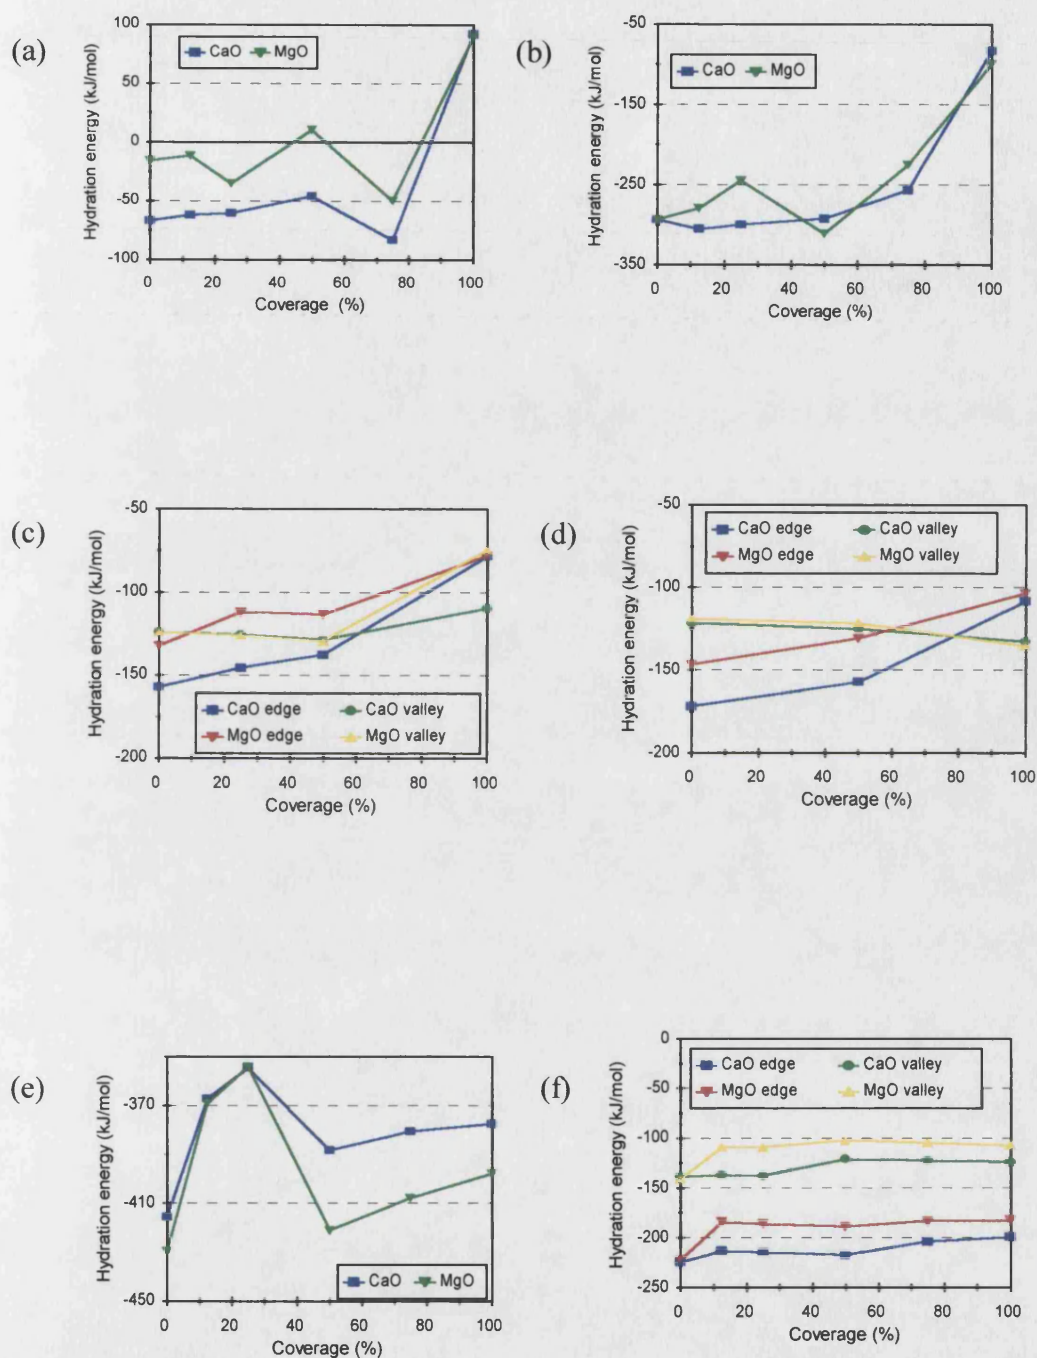 (a)
CaO MgO
Hydration energy (kJ/mol)
100
50
0
-50
-100
0 20 40 60 80 100
Coverage (%)
(b)
CaO MgO
Hydration energy (kJ/mol)
-50
-150
-250
-350
0 20 40 60 80 100
Coverage (%)
(c)
Hydration energy (kJ/mol)
-50
-100
-150
-200
CaO edge CaO valley
MgO edge MgO valley
0 20 40 60 80 100
Coverage (%)
(d)
Hydration energy (kJ/mol)
-50
-100
-150
-200
CaO edge CaO valley
MgO edge MgO valley
0 20 40 60 80 100
Coverage (%)
(e)
Hydration energy (kJ/mol)
-370
-410
-450
CaO MgO
0 20 40 60 80 100
Coverage (%)
(f)
Hydration energy (kJ/mol)
0
-50
-100
-150
-200
-250
CaO edge CaO valley
MgO edge MgO valley
0 20 40 60 80 100
Coverage (%)